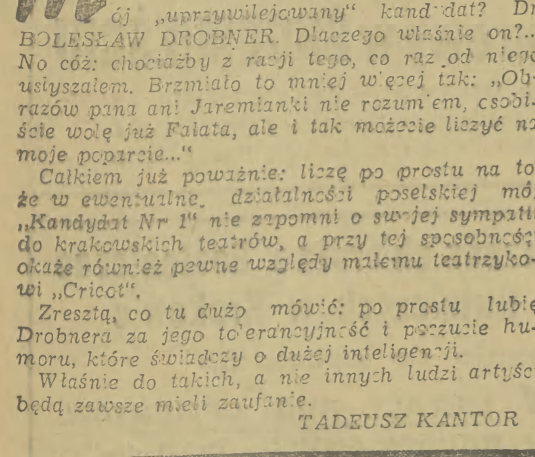 Mój „uprzywilejowany“ kandydat? Dr
BOLESŁAW DROBNER. Dlaczego właśnie on?...
No cóż: chociażby z racji tego, co raz od niego
usłyszałem. Brzmiało to mniej więcej tak: „Ob-
razów pana ani Jaremianki nie rozumiem, osobi-
ście wolę już Fałata, ale i tak możecie liczyć na
moje poparcie...“
Całkiem już poważnie: liczę po prostu na to,
że w ewentualnej działalności poselskiej mój
„Kandydat Nr 1“ nie zapomni o swojej sympatii
do krakowskich teatrów, a przy tej sposobności
okaże również pewne względy małemu teatrzyko-
wi „Cricot“.
Zresztą, co tu dużo mówić: po prostu lubię
Drobnera za jego tolerancyjność i poczucie hu-
moru, które świadczy o dużej inteligencji.
Właśnie do takich, a nie innych ludzi artyści
będą zawsze mieli zaufanie.
TADEUSZ KANTOR